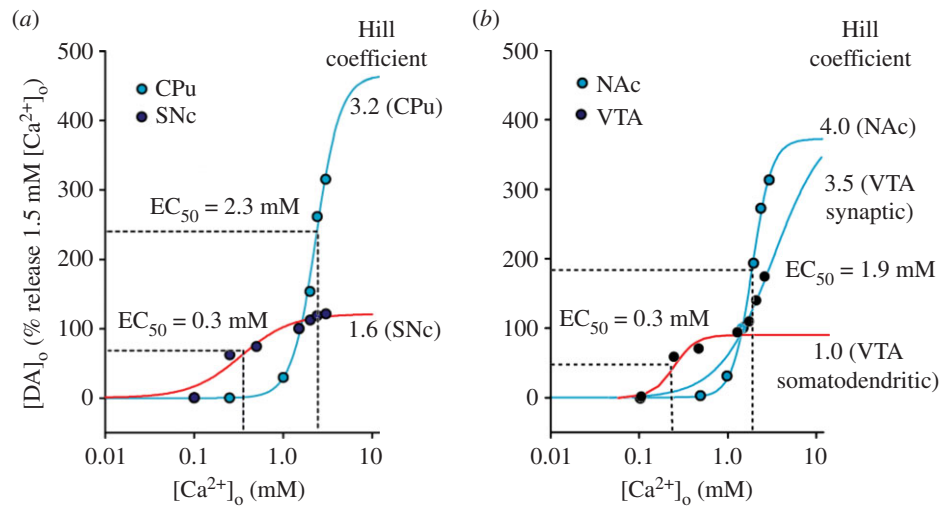 (a)
Hill
coefficient
500
400
300
200
100
0
[DA]o (% release 1.5 mM [Ca2+]o)
CPu
SNc
3.2 (CPu)
EC50 = 2.3 mM
EC50 = 0.3 mM
1.6 (SNc)
0.01 0.1 1.0 10
[Ca2+]o (mM)
(b)
Hill
coefficient
500
400
300
200
100
0
NAc
VTA
4.0 (NAc)
3.5 (VTA
synaptic)
EC50 = 1.9 mM
EC50 = 0.3 mM
1.0 (VTA
somatodendritic)
0.01 0.1 1.0 10
[Ca2+]o (mM)